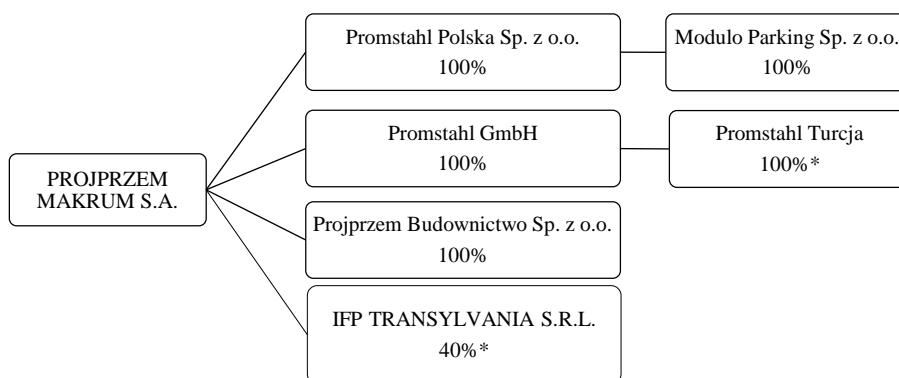 Promstahl Polska Sp. z o.o.
100%
Modulo Parking Sp. z o.o.
100%
Promstahl GmbH
100%
Promstahl Turcja
100%*
PROJPRZEM
MAKRUM S.A.
Projprzem Budownictwo Sp. z o.o.
100%
IFP TRANSYLVANIA S.R.L.
40%*